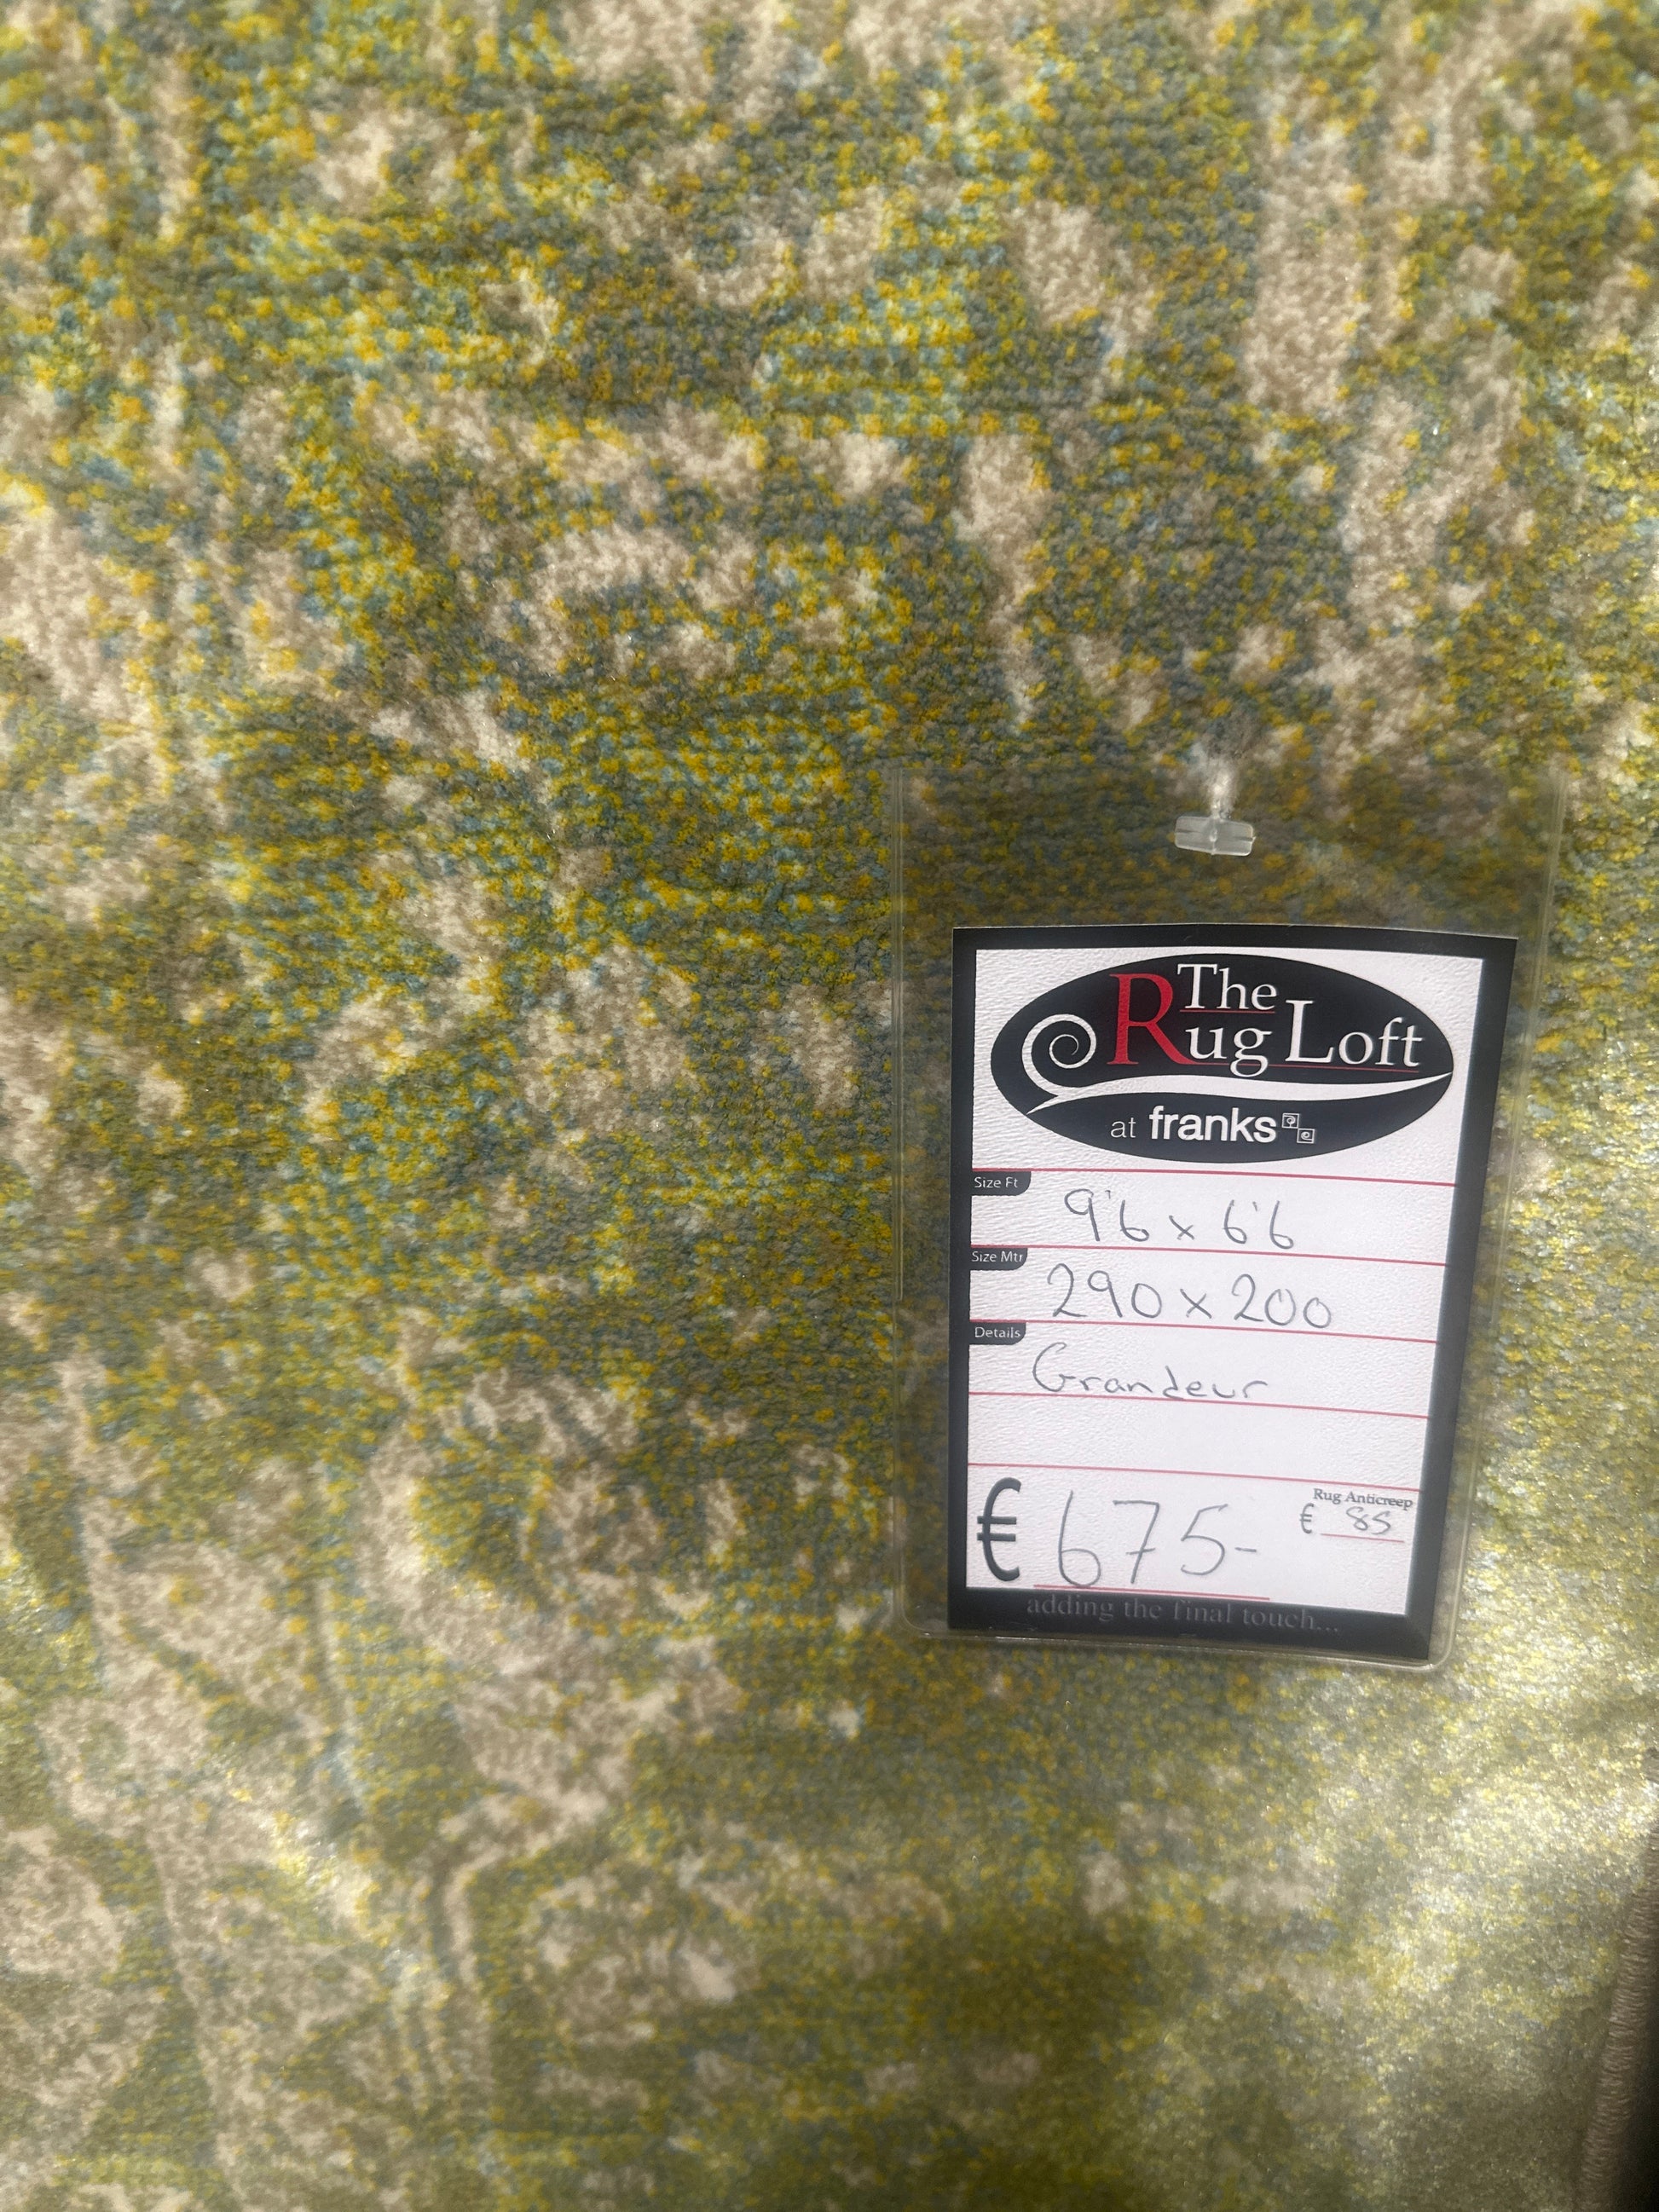 The
Rug Loft
at franks
Size Ft
9'6 x 6'6
Size Mtr
290 x 200
Details
Grandeur
Rug Anticreep
€ 85
€ 675-
adding the final touch...